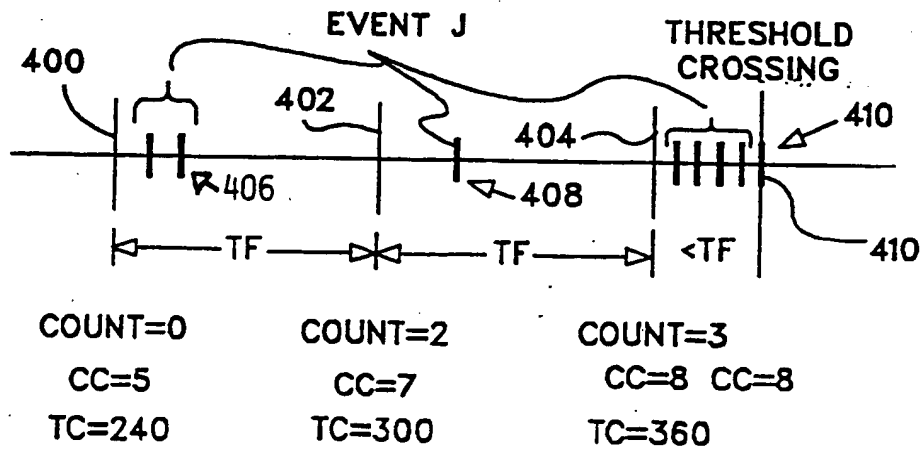 EVENT J
THRESHOLD
CROSSING
400
402
404
410
406
408
410
TF
TF
<TF
COUNT=0
COUNT=2
COUNT=3
CC=5
CC=7
CC=8 CC=8
TC=240
TC=300
TC=360